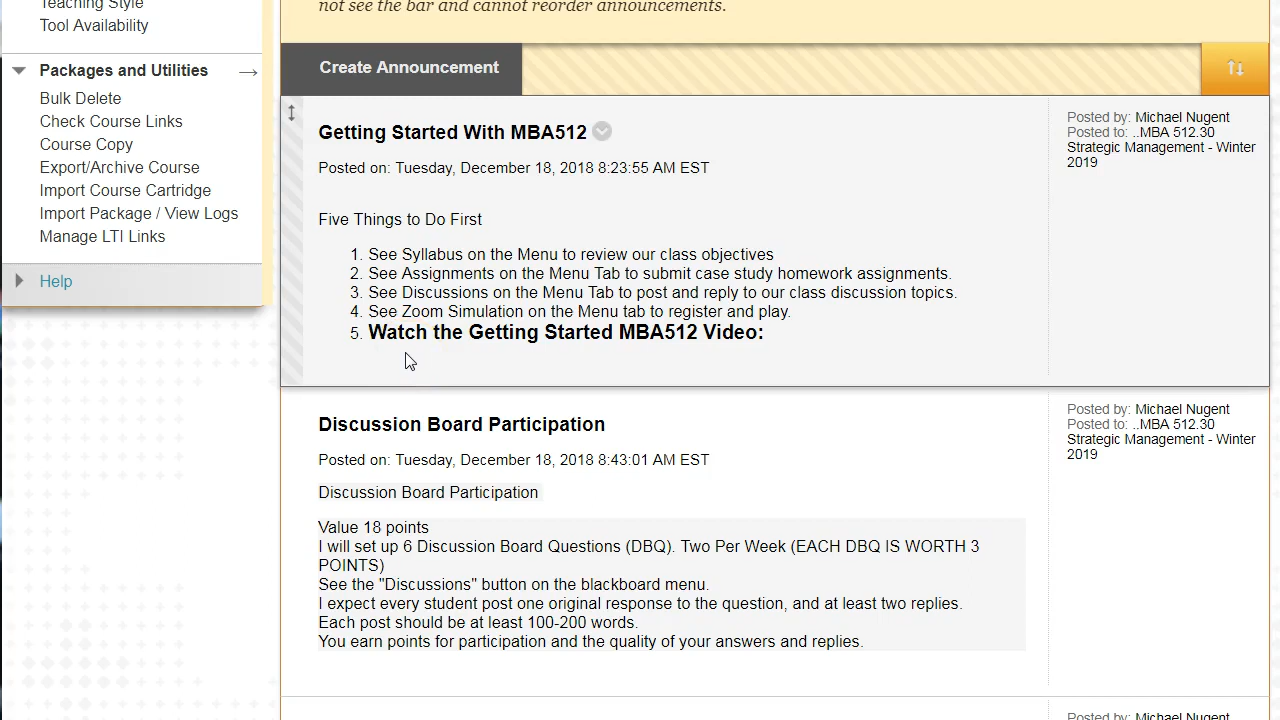 Teaching Style
Tool Availability
Packages and Utilities
Bulk Delete
Check Course Links
Course Copy
Export/Archive Course
Import Course Cartridge
Import Package / View Logs
Manage LTI Links
Help
not see the bar and cannot reorder announcements.
Create Announcement
Getting Started With MBA512
Posted on: Tuesday, December 18, 2018 8:23:55 AM EST
Five Things to Do First
1. See Syllabus on the Menu to review our class objectives
2. See Assignments on the Menu Tab to submit case study homework assignments.
3. See Discussions on the Menu Tab to post and reply to our class discussion topics.
4. See Zoom Simulation on the Menu tab to register and play.
5. Watch the Getting Started MBA512 Video:
Posted by: Michael Nugent
Posted to: ..MBA 512.30
Strategic Management - Winter
2019
Discussion Board Participation
Posted on: Tuesday, December 18, 2018 8:43:01 AM EST
Discussion Board Participation
Value 18 points
I will set up 6 Discussion Board Questions (DBQ). Two Per Week (EACH DBQ IS WORTH 3
POINTS)
See the "Discussions" button on the blackboard menu.
I expect every student post one original response to the question, and at least two replies.
Each post should be at least 100-200 words.
You earn points for participation and the quality of your answers and replies.
Posted by: Michael Nugent
Posted to: ..MBA 512.30
Strategic Management - Winter
2019
Posted by: Michael Nugent